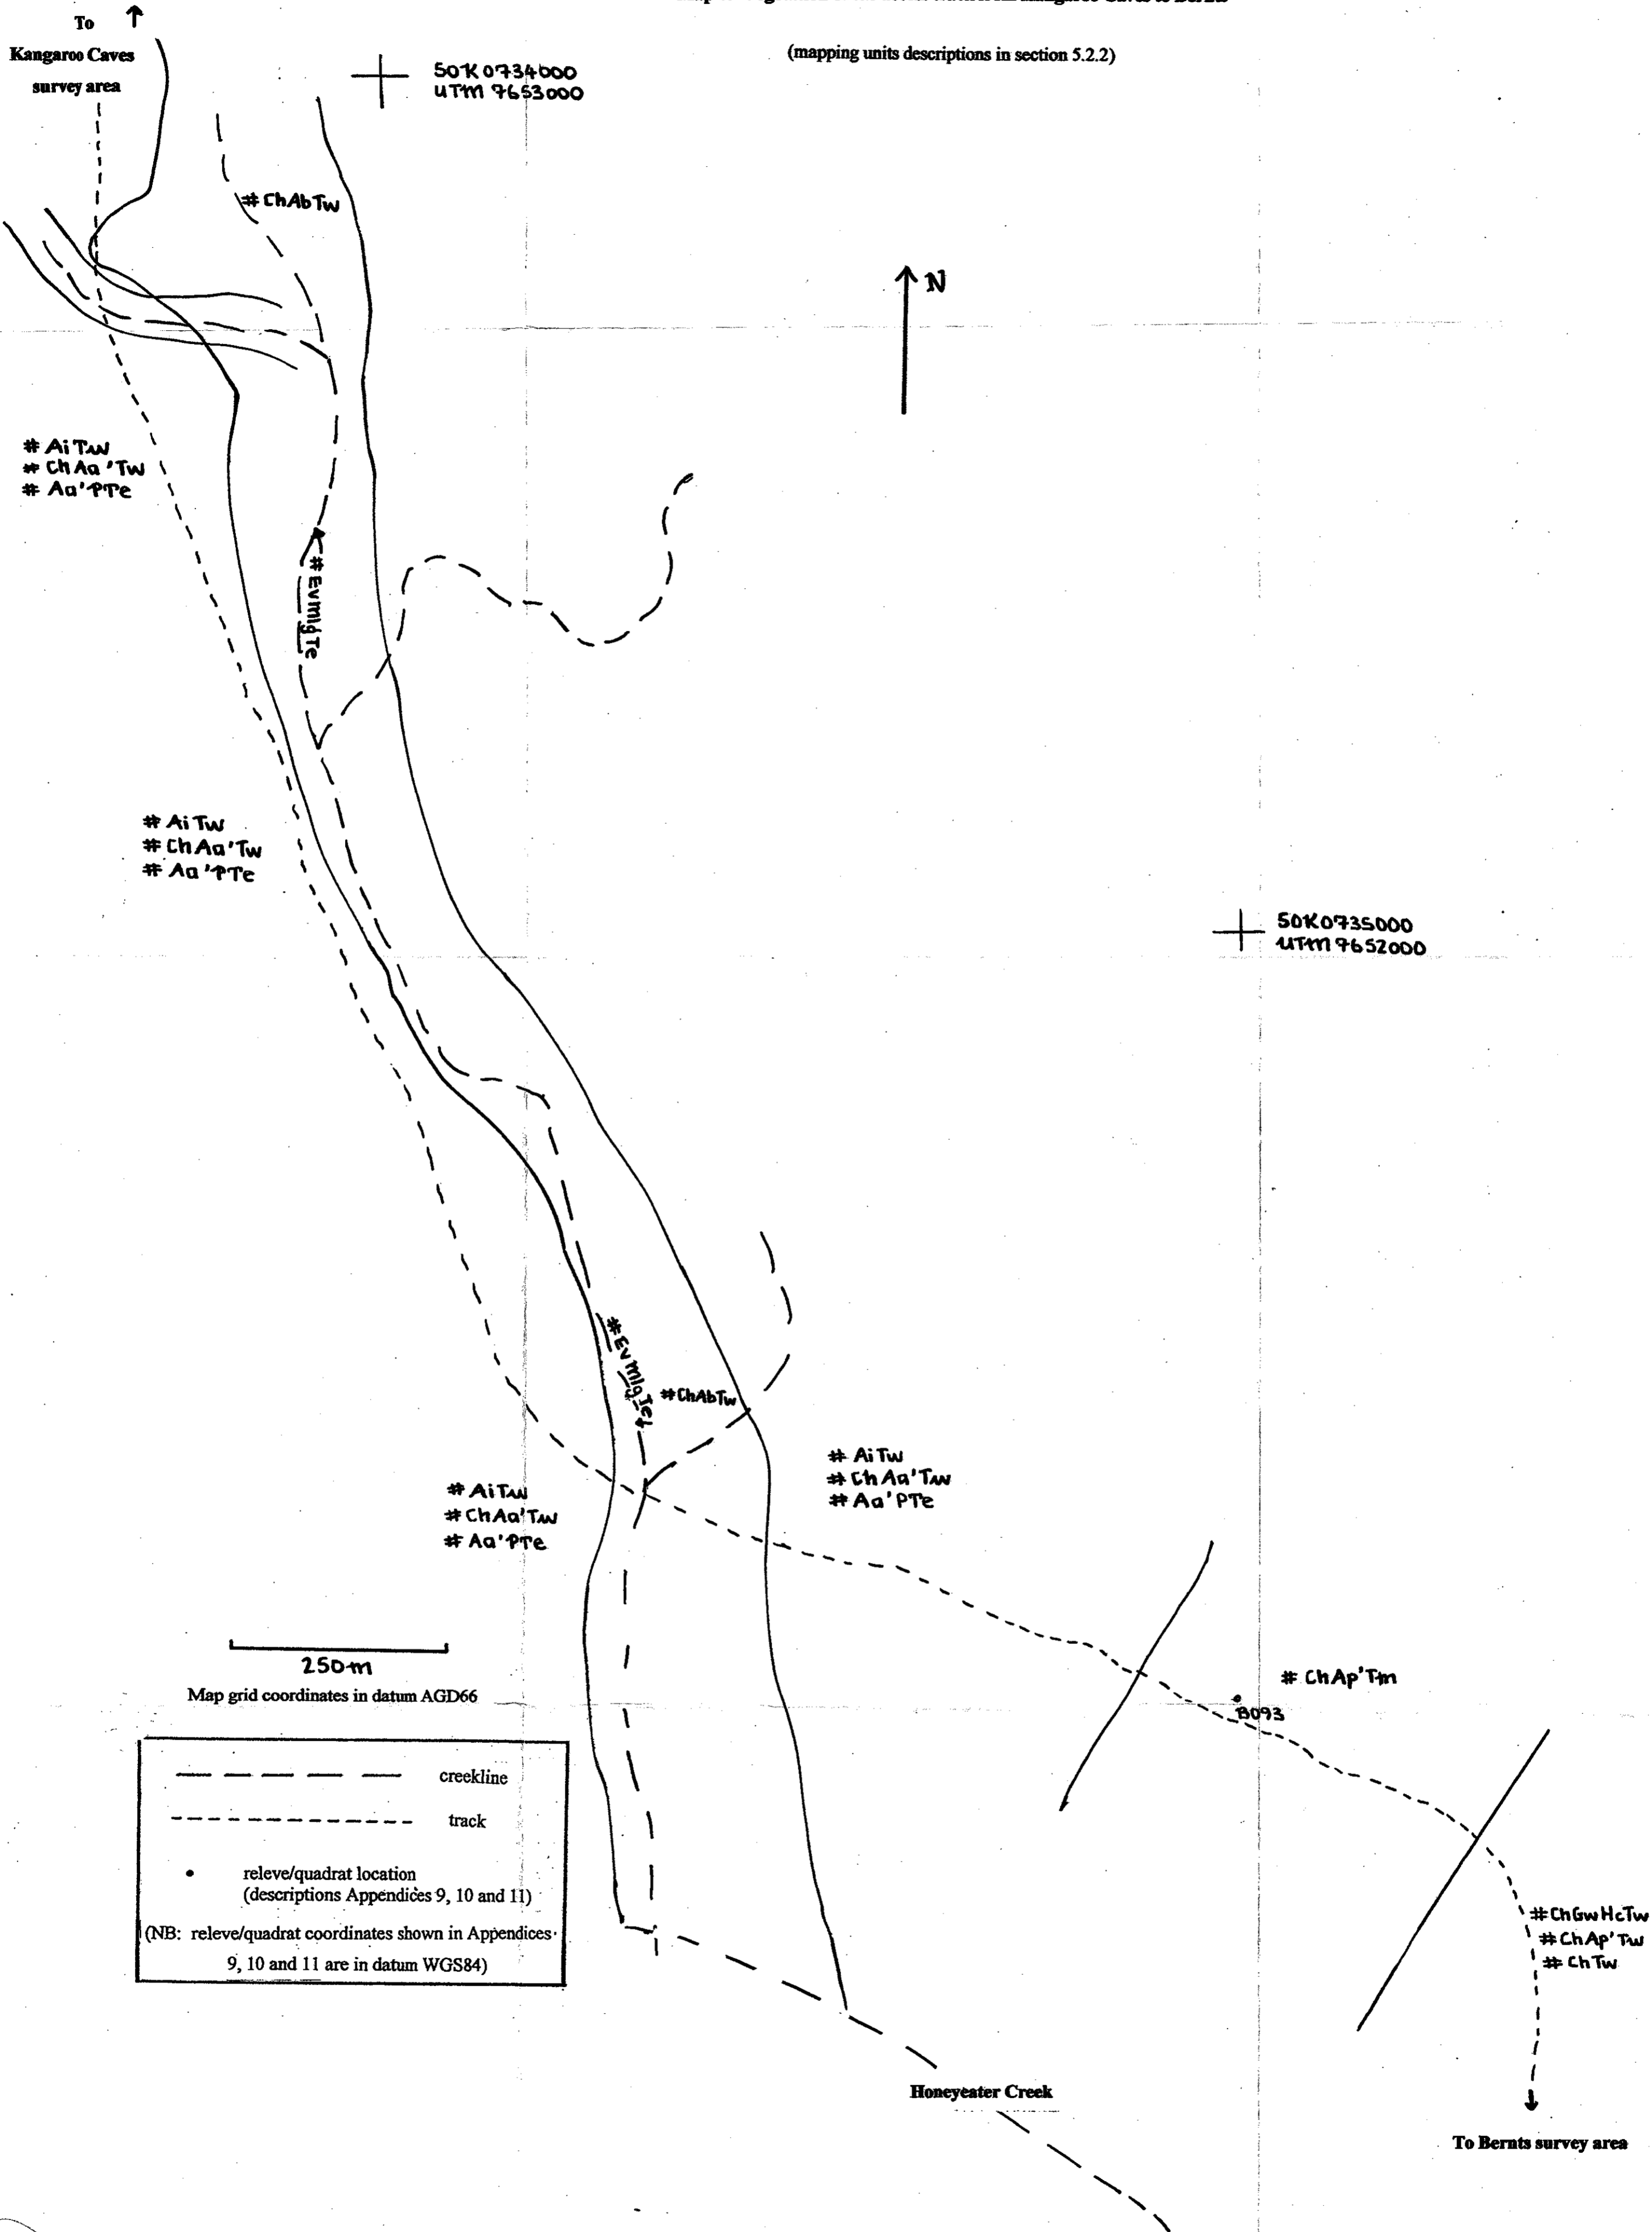 To ↑
Kangaroo Caves
survey area
(mapping units descriptions in section 5.2.2)
50K0734000
UTM 7653000
#ChAbTw
N
# AiTw
# ChAa'Tw
# Aa'PTe
# EvmlgTe
# AiTw
# ChAa'Tw
# Aa'PTe
50K0735000
UTM 7652000
#EvmlgTe
#ChAbTw
# AiTw
# ChAa'Tw
# Aa'PTe
# AiTw
# ChAa'Tw
# Aa'PTe
250m
Map grid coordinates in datum AGD66
# ChAp'Tm
B093
creekline
track
releve/quadrat location
(descriptions Appendices 9, 10 and 11)
(NB: releve/quadrat coordinates shown in Appendices
9, 10 and 11 are in datum WGS84)
#ChGwHcTw
#ChAp'Tw
# ChTw
Honeyeater Creek
To Bernts survey area